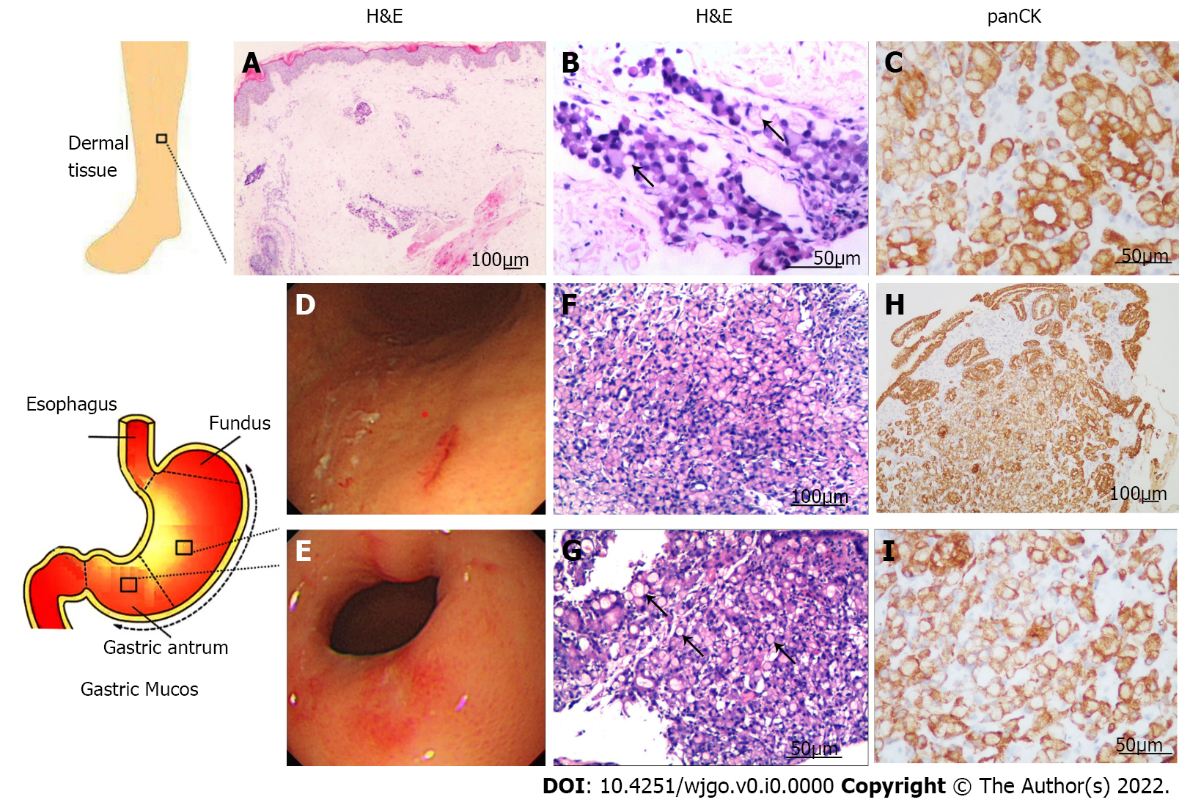 H&E
H&E
panCK
A
B
C
Dermal
tissue
100µm
50µm
50µm
D
F
H
Esophagus
Fundus
100µm
100µm
E
G
I
Gastric antrum
Gastric Mucos
50µm
50µm
DOI: 10.4251/wjgo.v0.i0.0000 Copyright © The Author(s) 2022.